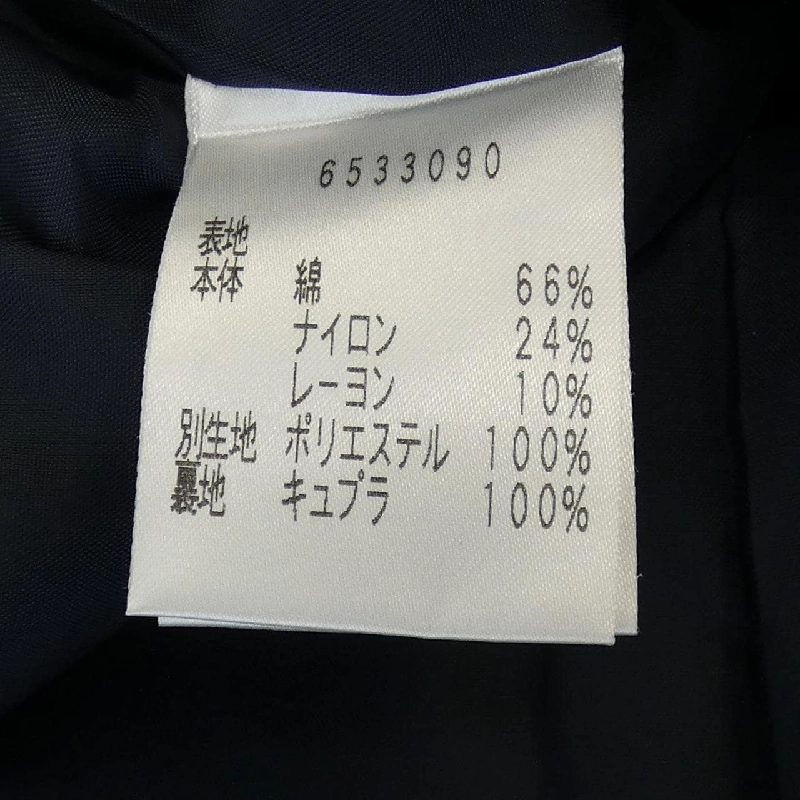 6533090
表地
本体 綿 66%
ナイロン 24%
レーヨン 10%
別生地 ポリエステル 100%
裏地 キュプラ 100%